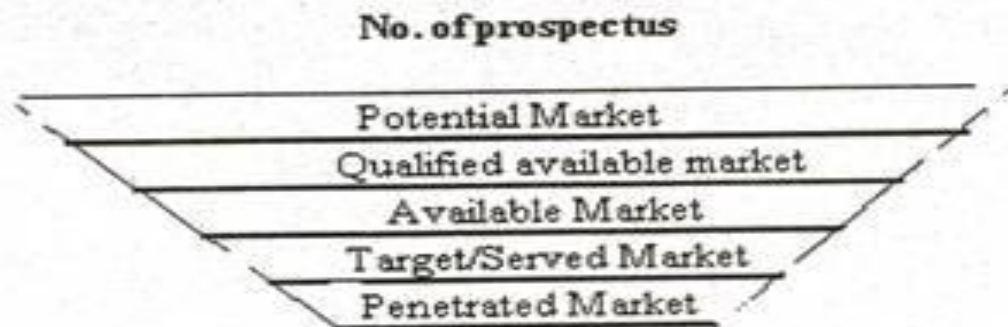 No. of prospectus
Potential Market
Qualified available market
Available Market
Target/Served Market
Penetrated Market